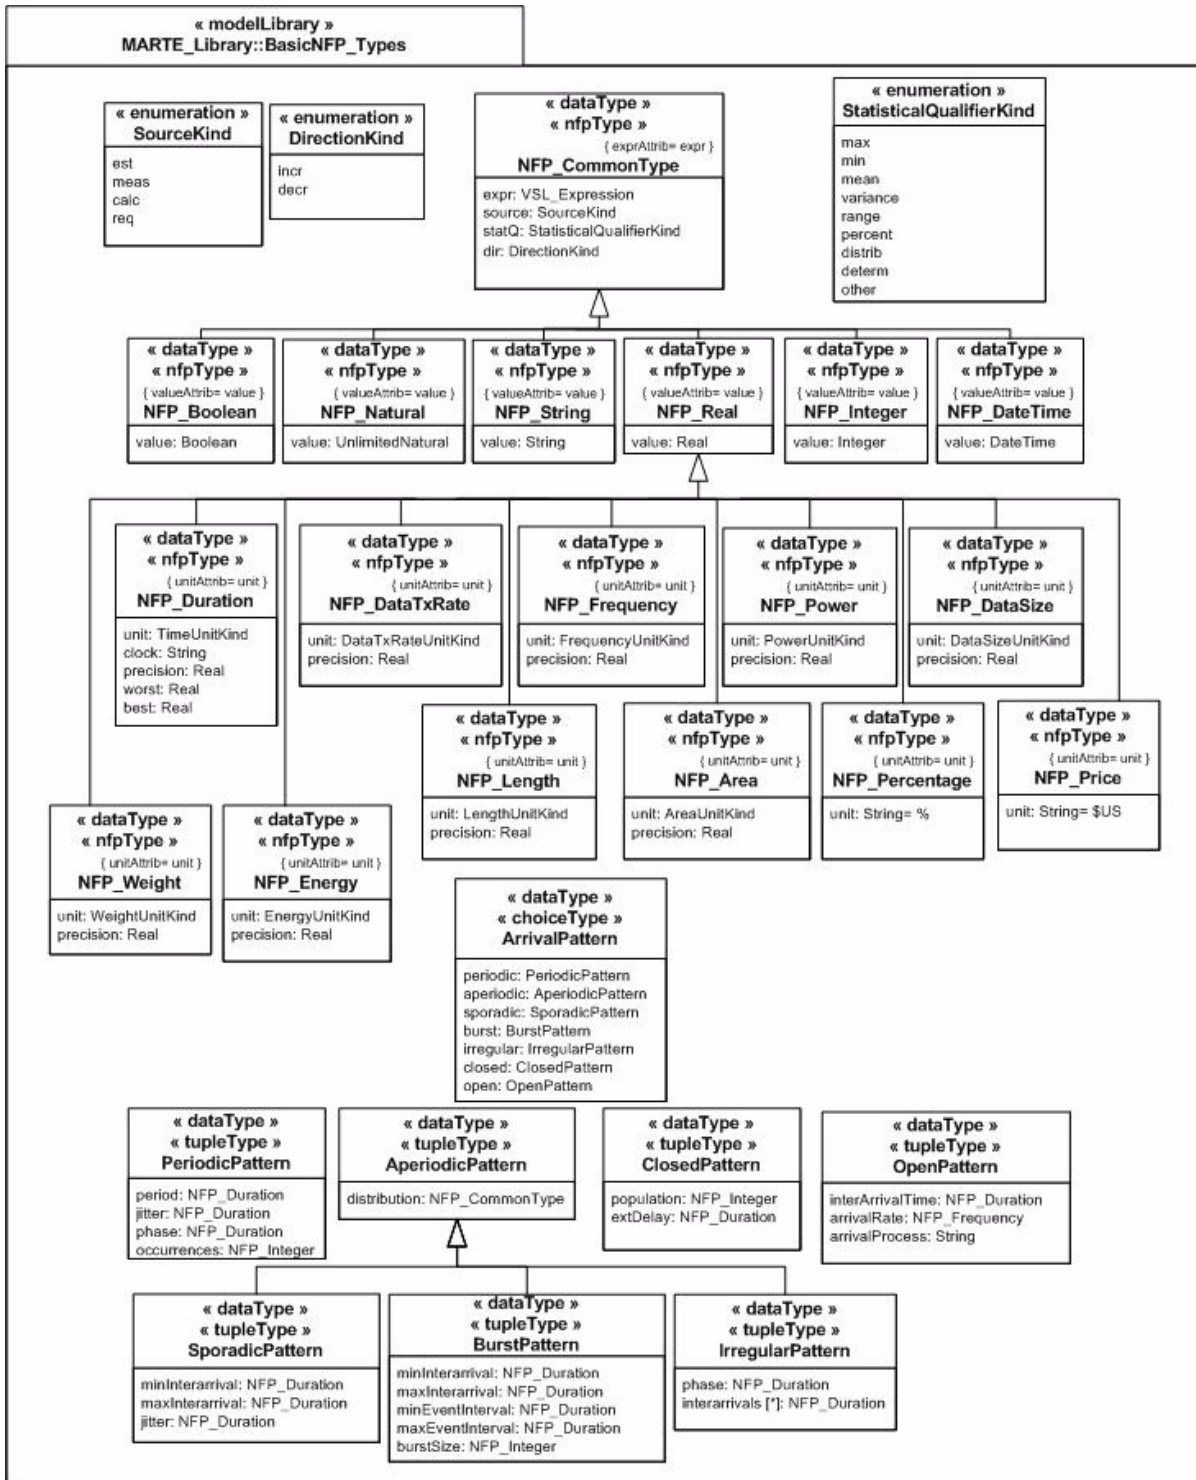 « modelLibrary »
MARTE_Library::BasicNFP_Types
« enumeration »
SourceKind
est
meas
calc
req
« enumeration »
DirectionKind
incr
decr
« dataType »
« nfpType »
{ exprAttrib= expr }
NFP_CommonType
expr: VSL_Expression
source: SourceKind
statQ: StatisticalQualifierKind
dir: DirectionKind
« enumeration »
StatisticalQualifierKind
max
min
mean
variance
range
percent
distrib
determ
other
« dataType »
« nfpType »
{ valueAttrib= value }
NFP_Boolean
value: Boolean
« dataType »
« nfpType »
{ valueAttrib= value }
NFP_Natural
value: UnlimitedNatural
« dataType »
« nfpType »
{ valueAttrib= value }
NFP_String
value: String
« dataType »
« nfpType »
{ valueAttrib= value }
NFP_Real
value: Real
« dataType »
« nfpType »
{ valueAttrib= value }
NFP_Integer
value: Integer
« dataType »
« nfpType »
{ valueAttrib= value }
NFP_DateTime
value: DateTime
« dataType »
« nfpType »
{ unitAttrib= unit }
NFP_Duration
unit: TimeUnitKind
clock: String
precision: Real
worst: Real
best: Real
« dataType »
« nfpType »
{ unitAttrib= unit }
NFP_DataTxRate
unit: DataTxRateUnitKind
precision: Real
« dataType »
« nfpType »
{ unitAttrib= unit }
NFP_Frequency
unit: FrequencyUnitKind
precision: Real
« dataType »
« nfpType »
{ unitAttrib= unit }
NFP_Power
unit: PowerUnitKind
precision: Real
« dataType »
« nfpType »
{ unitAttrib= unit }
NFP_DataSize
unit: DataSizeUnitKind
precision: Real
« dataType »
« nfpType »
{ unitAttrib= unit }
NFP_Length
unit: LengthUnitKind
precision: Real
« dataType »
« nfpType »
{ unitAttrib= unit }
NFP_Area
unit: AreaUnitKind
precision: Real
« dataType »
« nfpType »
{ unitAttrib= unit }
NFP_Percentage
unit: String= %
« dataType »
« nfpType »
{ unitAttrib= unit }
NFP_Price
unit: String= $US
« dataType »
« nfpType »
{ unitAttrib= unit }
NFP_Weight
unit: WeightUnitKind
precision: Real
« dataType »
« nfpType »
{ unitAttrib= unit }
NFP_Energy
unit: EnergyUnitKind
precision: Real
« dataType »
« choiceType »
ArrivalPattern
periodic: PeriodicPattern
aperiodic: AperiodicPattern
sporadic: SporadicPattern
burst: BurstPattern
irregular: IrregularPattern
closed: ClosedPattern
open: OpenPattern
« dataType »
« tupleType »
PeriodicPattern
period: NFP_Duration
jitter: NFP_Duration
phase: NFP_Duration
occurrences: NFP_Integer
« dataType »
« tupleType »
AperiodicPattern
distribution: NFP_CommonType
« dataType »
« tupleType »
ClosedPattern
population: NFP_Integer
extDelay: NFP_Duration
« dataType »
« tupleType »
OpenPattern
interArrivalTime: NFP_Duration
arrivalRate: NFP_Frequency
arrivalProcess: String
« dataType »
« tupleType »
SporadicPattern
minInterarrival: NFP_Duration
maxInterarrival: NFP_Duration
jitter: NFP_Duration
« dataType »
« tupleType »
BurstPattern
minInterarrival: NFP_Duration
maxInterarrival: NFP_Duration
minEventInterval: NFP_Duration
maxEventInterval: NFP_Duration
burstSize: NFP_Integer
« dataType »
« tupleType »
IrregularPattern
phase: NFP_Duration
interarrivals [*]: NFP_Duration